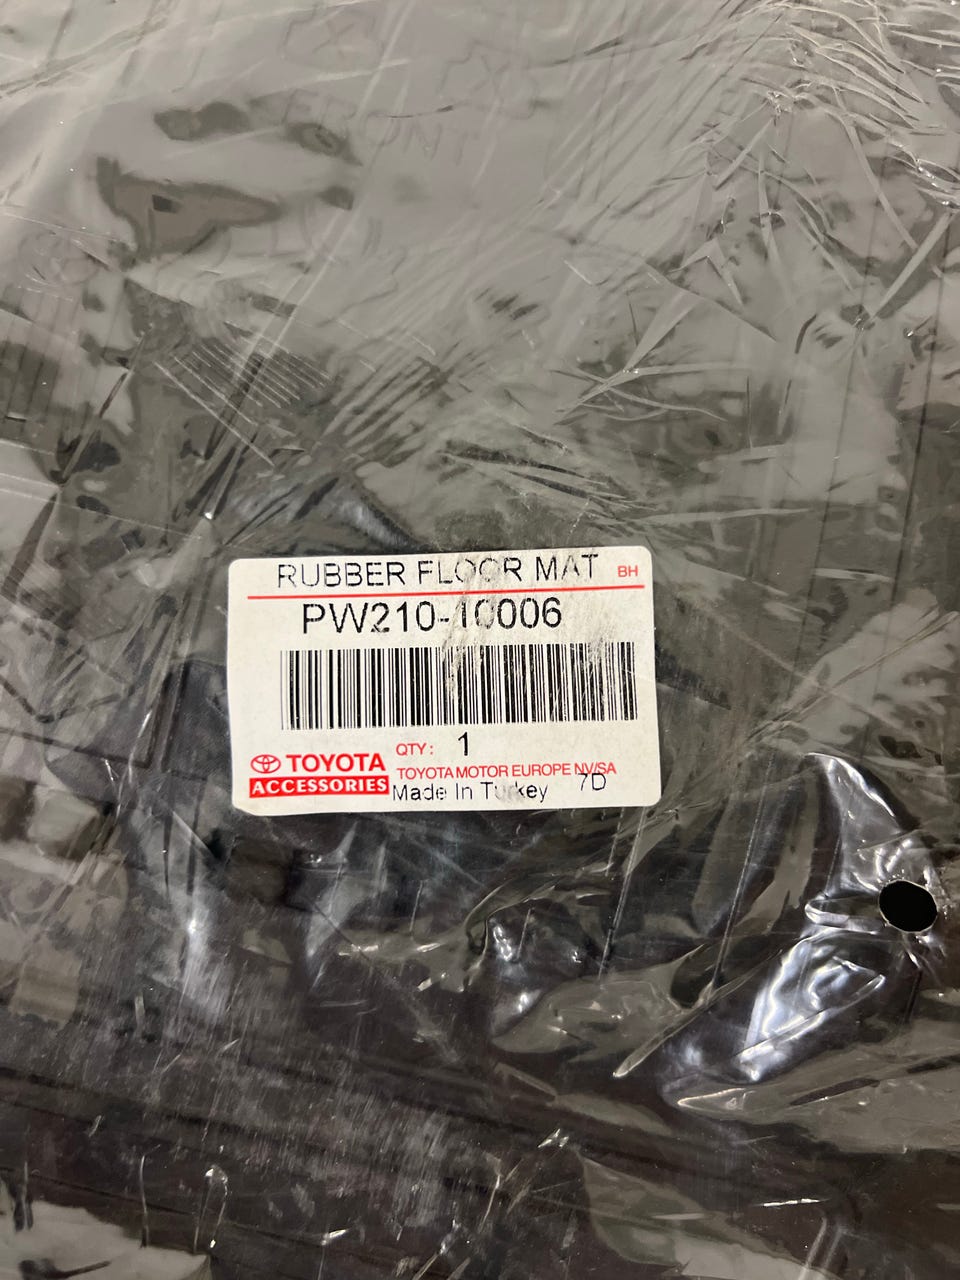 RUBBER FLOOR MAT BH
PW210-10006
TOYOTA
ACCESSORIES
QTY: 1
TOYOTA MOTOR EUROPE NV/SA
Made In Turkey 7D